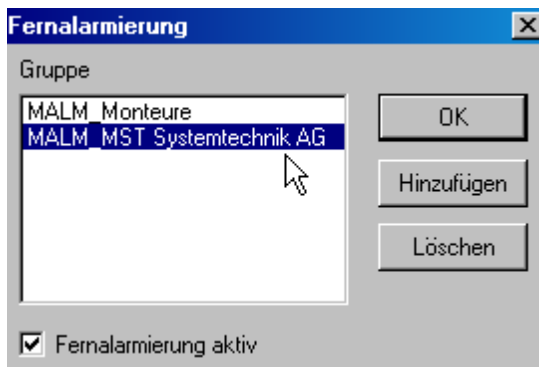 Fernalarmierung
Gruppe
MALM_Monteure
MALM_MST Systemtechnik AG
OK
Hinzufügen
Löschen
Fernalarmierung aktiv